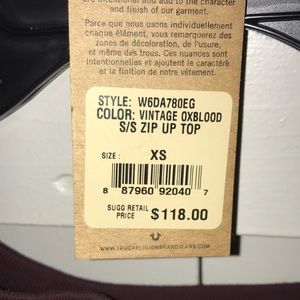 are intentional and add to the character
and finish of our garment.
Parce que nous usons individuellement
chaque élément, vous remarquerez des
zones de décoloration, de l'usure,
et même des trous. Ces nuances sont
intentionnelles et ajoutent le caractère
et la finition de notre vêtement.
STYLE: W6DA780EG
COLOR: VINTAGE OXBLOOD
S/S ZIP UP TOP
SIZE: XS
8 87960 92040 7
SUGG RETAIL
PRICE $118.00
WWW.TRUERELIGIONBRANDJEANS.COM